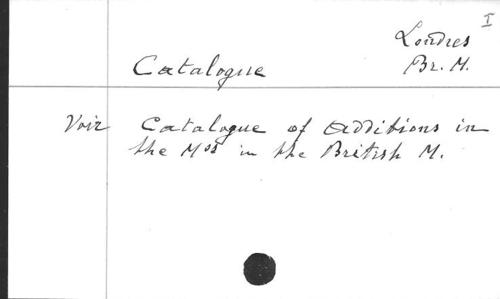 I
Londres
Catalogue Br. M.
Voir Catalogue of Additions in
the Mss in the British M.